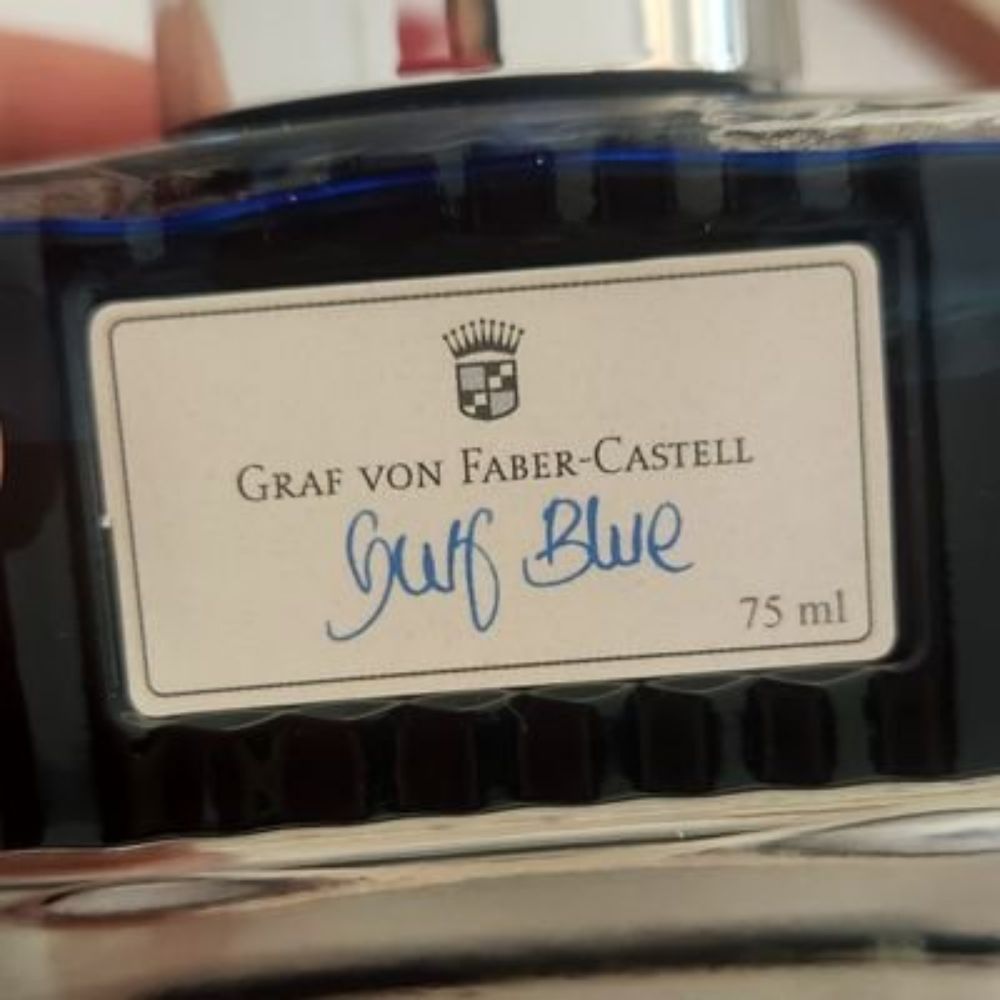 GRAF VON FABER-CASTELL
Gulf Blue
75 ml